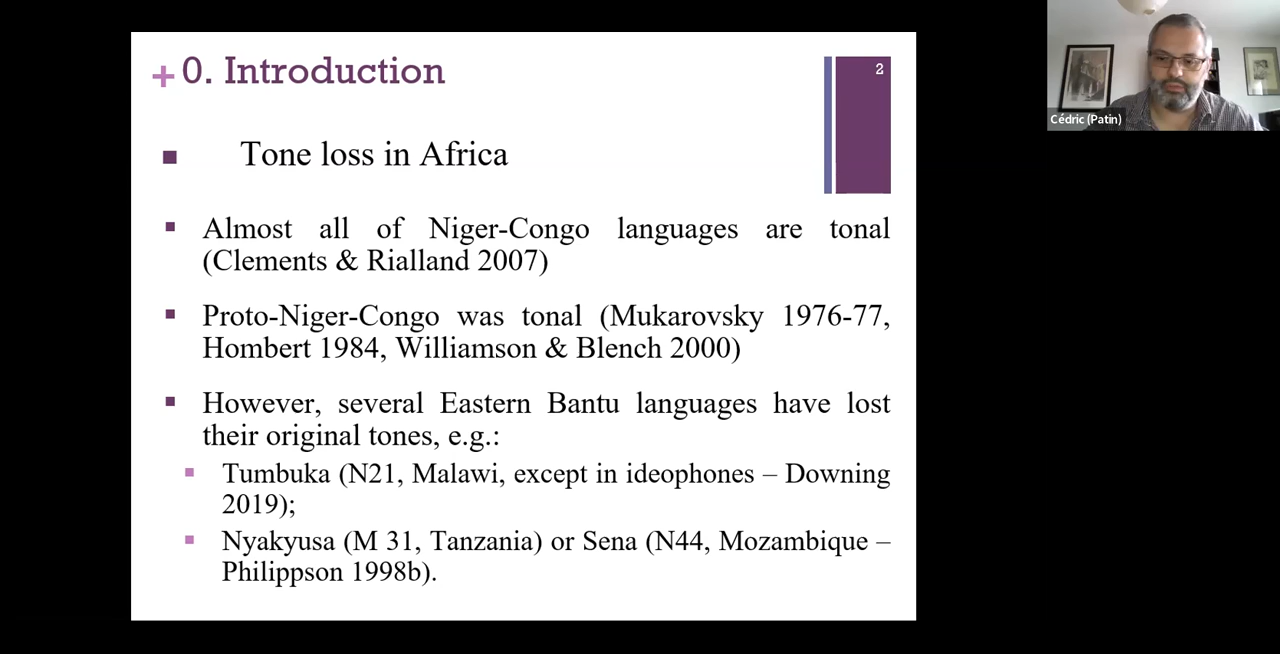 + 0. Introduction
2
Tone loss in Africa
Almost all of Niger-Congo languages are tonal
(Clements & Rialland 2007)
Proto-Niger-Congo was tonal (Mukarovsky 1976-77,
Hombert 1984, Williamson & Blench 2000)
However, several Eastern Bantu languages have lost
their original tones, e.g.:
Tumbuka (N21, Malawi, except in ideophones – Downing
2019);
Nyakyusa (M 31, Tanzania) or Sena (N44, Mozambique –
Philippson 1998b).
Cédric (Patin)